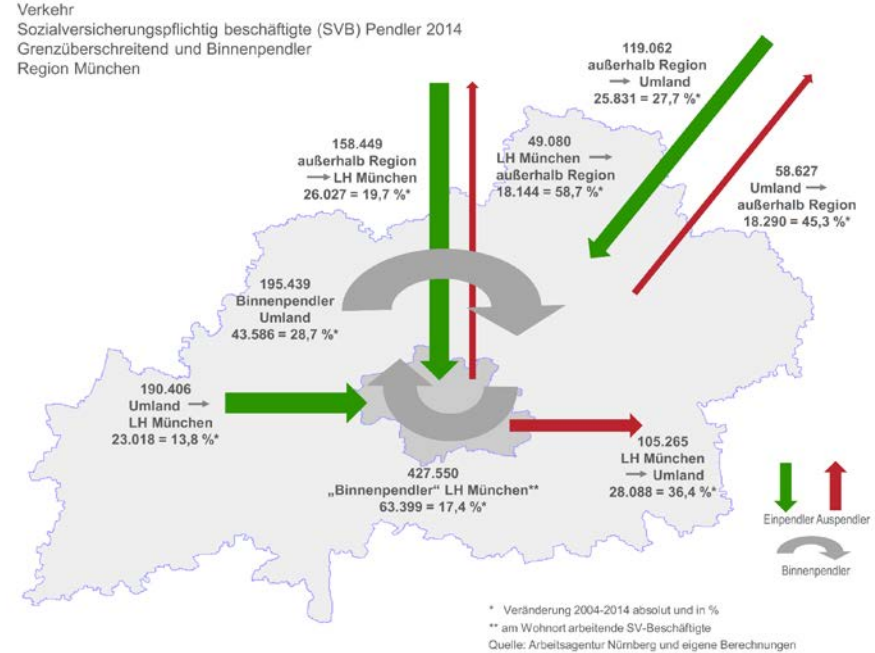 Verkehr
Sozialversicherungspflichtig beschäftigte (SVB) Pendler 2014
Grenzüberschreitend und Binnenpendler
Region München
119.062
außerhalb Region
→ Umland
25.831 = 27,7 %*
158.449
außerhalb Region
→ LH München
26.027 = 19,7 %*
49.080
LH München →
außerhalb Region
18.144 = 58,7 %*
58.627
Umland →
außerhalb Region
18.290 = 45,3 %*
195.439
Binnenpendler
Umland
43.586 = 28,7 %*
190.406
Umland →
LH München
23.018 = 13,8 %*
427.550
„Binnenpendler“ LH München**
63.399 = 17,4 %*
105.265
LH München
→ Umland
28.088 = 36,4 %*
Einpendler Auspendler
Binnenpendler
* Veränderung 2004-2014 absolut und in %
** am Wohnort arbeitende SV-Beschäftigte
Quelle: Arbeitsagentur Nürnberg und eigene Berechnungen